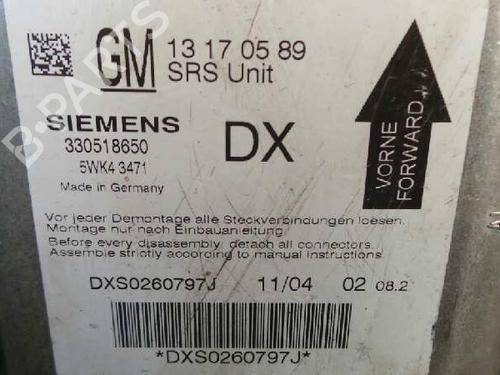 GM 13 17 05 89
SRS Unit
SIEMENS DX
330518650
5WK4 3471
Made in Germany
VORNE
FORWARD
Vor jeder Demontage alle Steckverbindungen loesen.
Montage nur nach Einbauanleitung.
Before every disassembly, detach all connectors.
Assemble strictly according to manual instructions
DXS0260797J 11/04 02 08.2
*DXS0260797J*
B-PARTS